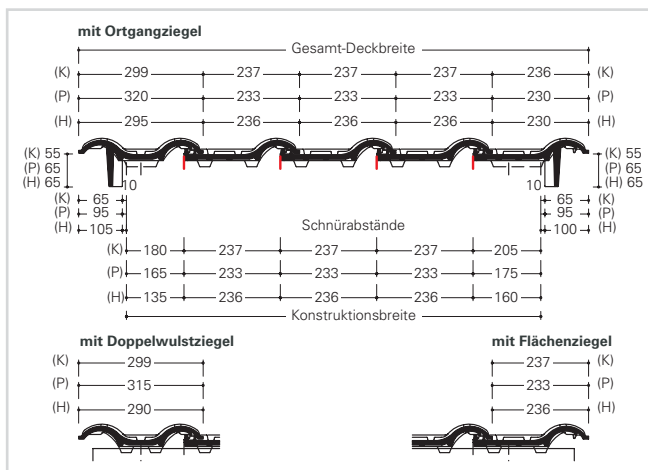 mit Ortgangziegel
Gesamt-Deckbreite
(K) 299 237 237 237 236 (K)
(P) 320 233 233 233 230 (P)
(H) 295 236 236 236 230 (H)
(K) 55 (K) 55
(P) 65 (P) 65
(H) 65 (H) 65
10 10
(K) 65 65 (K)
(P) 95 95 (P)
(H) 105 100 (H)
Schnürabstände
(K) 180 237 237 237 205
(P) 165 233 233 233 175
(H) 135 236 236 236 160
Konstruktionsbreite
mit Doppelwulstziegel mit Flächenziegel
(K) 299 237 (K)
(P) 315 233 (P)
(H) 290 236 (H)